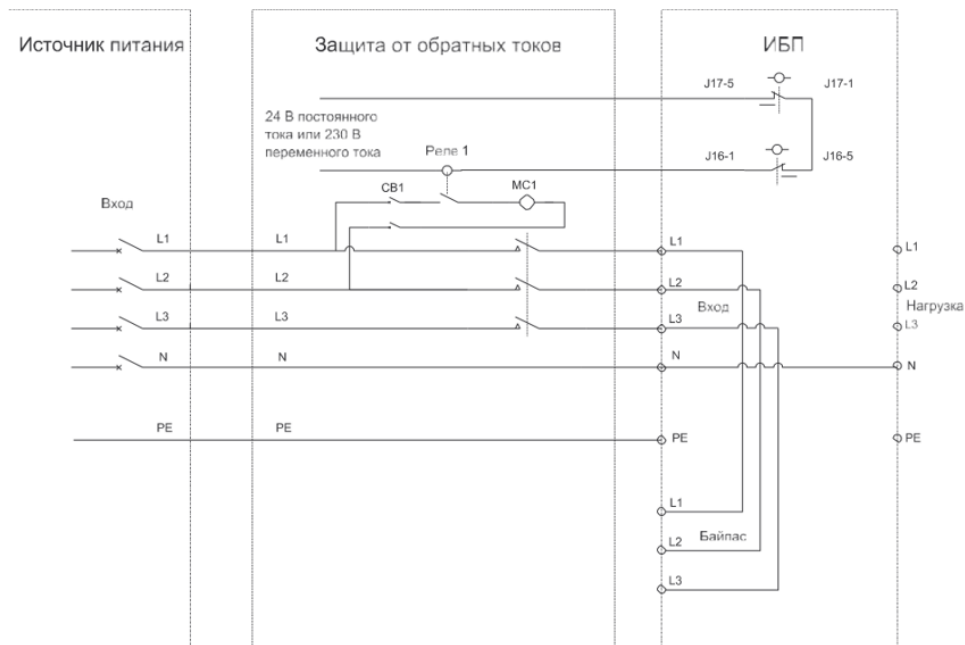 Источник питания
Защита от обратных токов
ИБП
J17-5
J17-1
24 В постоянного
тока или 230 В
переменного тока
Реле 1
J16-1
J16-5
CB1
MC1
Вход
L1
L1
L1
L1
L2
L2
L2
L2
Вход
Нагрузка
L3
L3
L3
L3
N
N
N
N
PE
PE
PE
PE
L1
L2
Байпас
L3